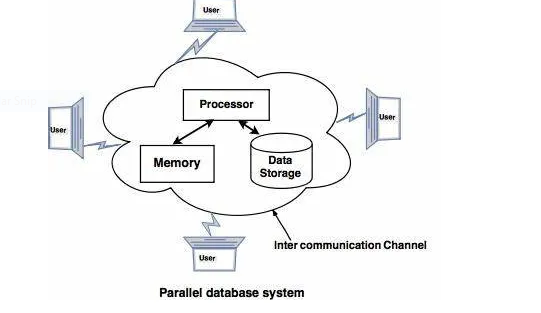 User
Processor
User
User
Memory
Data
Storage
Inter communication Channel
User
Parallel database system